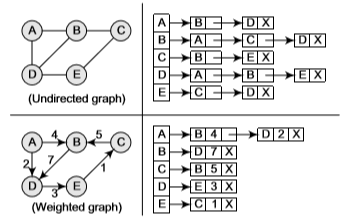 A B C
D E
(Undirected graph)
A B D X
B A C D X
C B E X
D A B E X
E C D X
A 4 B 5 C
2 7 1
D 3 E
(Weighted graph)
A B 4 D 2 X
B D 7 X
C B 5 X
D E 3 X
E C 1 X